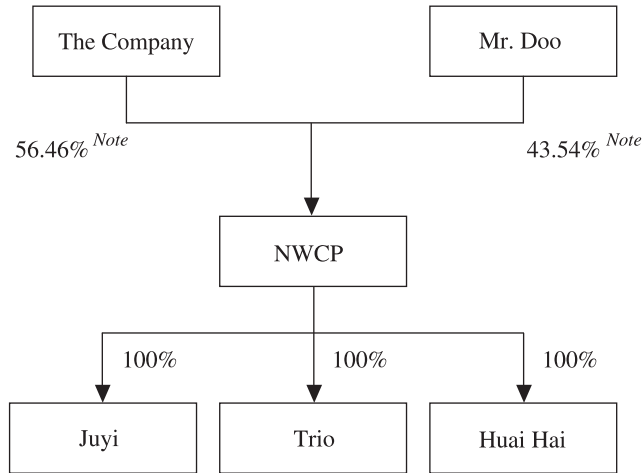 The Company
Mr. Doo
56.46% Note
43.54% Note
NWCP
100%
100%
100%
Juyi
Trio
Huai Hai